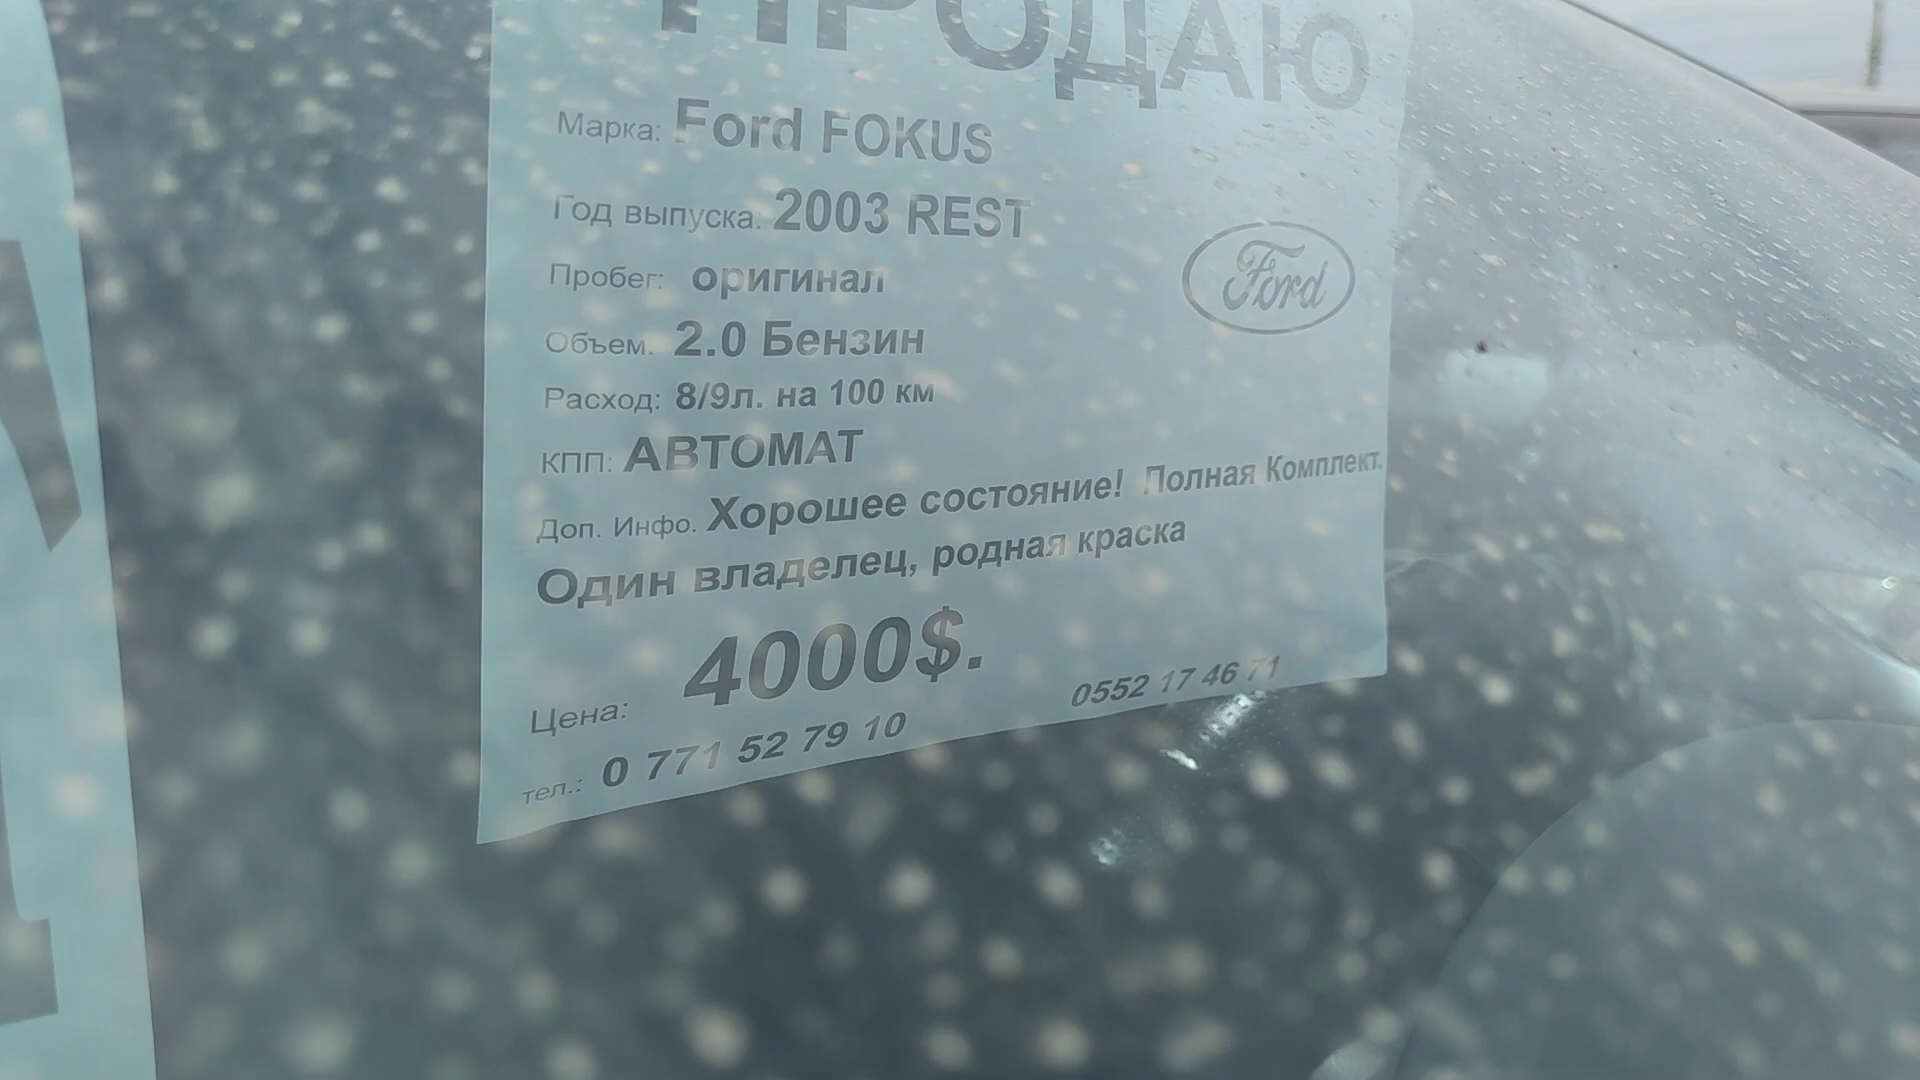 ПРОДАЮ
Марка: Ford FOKUS
Год выпуска: 2003 REST
Ford
Пробег: оригинал
Объем. 2.0 Бензин
Расход: 8/9л. на 100 км
КПП: АВТОМАТ
Доп. Инфо. Хорошее состояние! Полная Комплект.
Один владелец, родная краска
Цена: 4000$.
тел.: 0 771 52 79 10 0552 17 46 71